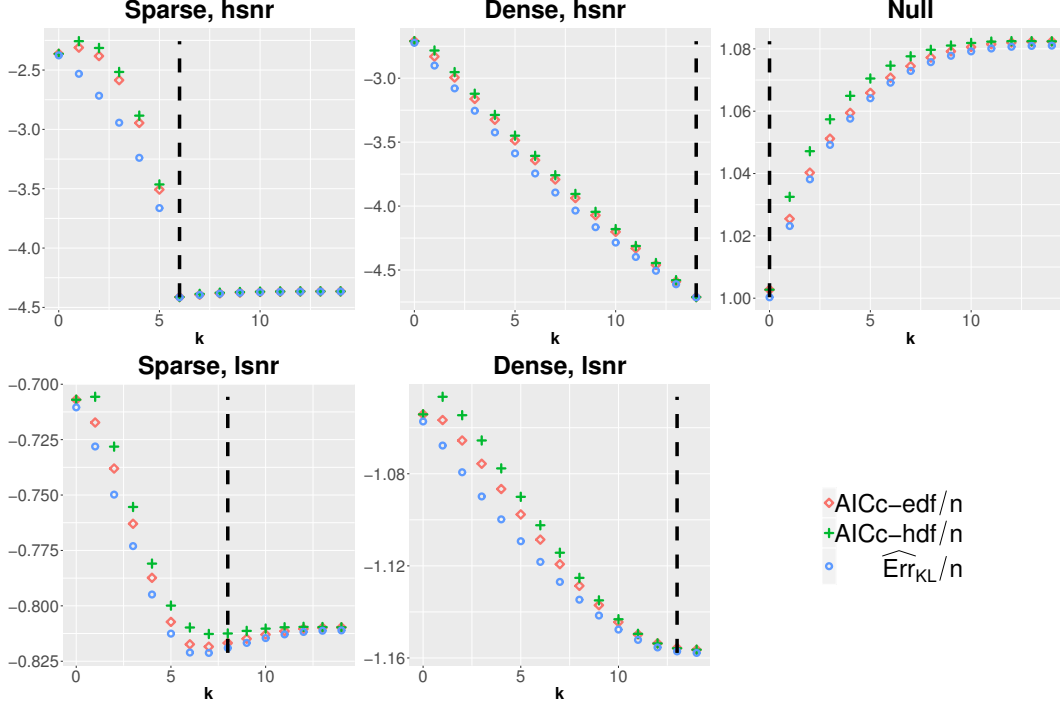 Sparse, hsnr
−2.5
−3.0
−3.5
−4.0
−4.5
0 5 10
k
Dense, hsnr
−3.0
−3.5
−4.0
−4.5
0 5 10
k
Null
1.08
1.06
1.04
1.02
1.00
0 5 10
k
Sparse, lsnr
−0.700
−0.725
−0.750
−0.775
−0.800
−0.825
0 5 10
k
Dense, lsnr
−1.08
−1.12
−1.16
0 5 10
k
AICc−edf/n
AICc−hdf/n
Êrr_KL/n